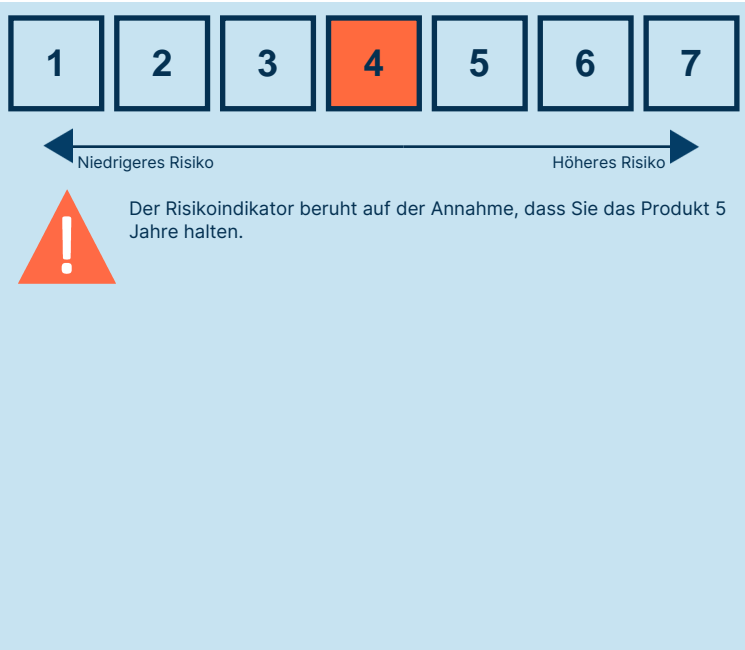 1 2 3 4 5 6 7
Niedrigeres Risiko Höheres Risiko
!
Der Risikoindikator beruht auf der Annahme, dass Sie das Produkt 5
Jahre halten.